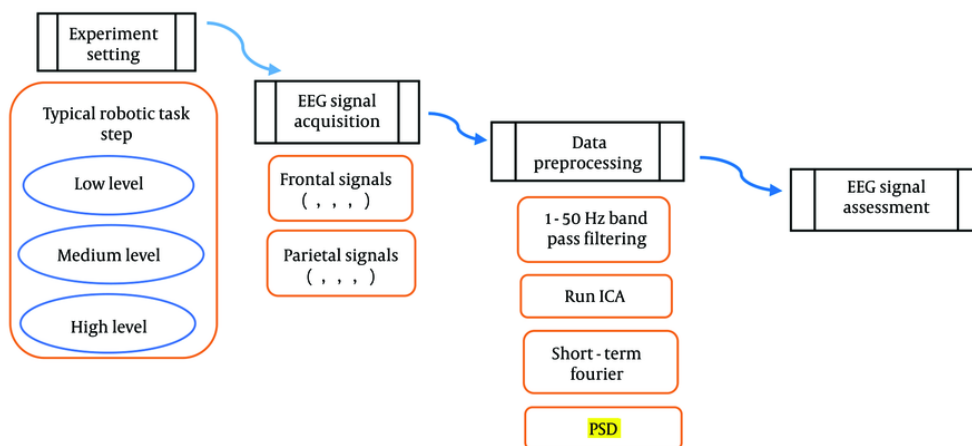 Experiment
setting
Typical robotic task
step
Low level
Medium level
High level
EEG signal
acquisition
Frontal signals
( , , , )
Parietal signals
( , , , )
Data
preprocessing
1 - 50 Hz band
pass filtering
Run ICA
Short - term
fourier
PSD
EEG signal
assessment